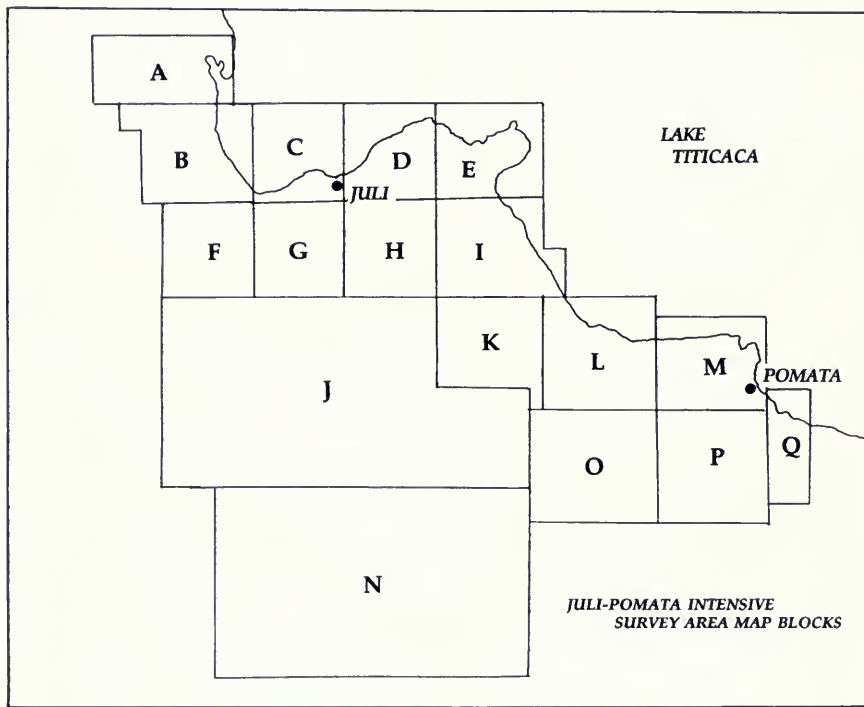 A
B
C
D
E
LAKE
TITICACA
JULI
F
G
H
I
J
K
L
M
POMATA
N
O
P
Q
JULI-POMATA INTENSIVE
SURVEY AREA MAP BLOCKS